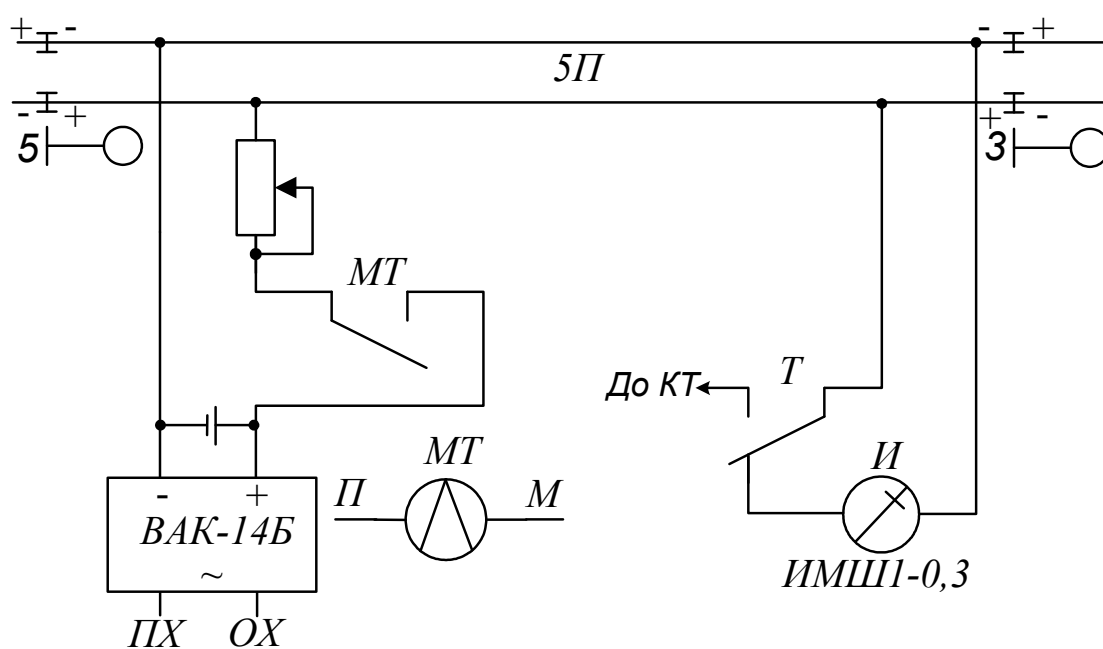 + - - +
5П
- + + -
5 3
МТ
До КТ Т
МТ И
- + П М
ВАК-14Б
~ ИМШ1-0,3
ПХ ОХ